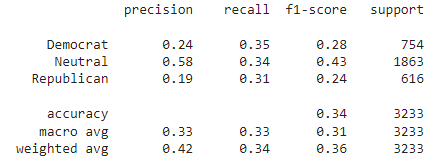 precision recall f1-score support
Democrat 0.24 0.35 0.28 754
Neutral 0.58 0.34 0.43 1863
Republican 0.19 0.31 0.24 616
accuracy 0.34 3233
macro avg 0.33 0.33 0.31 3233
weighted avg 0.42 0.34 0.36 3233